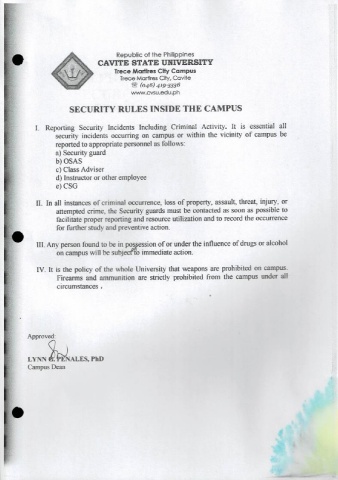 Republic of the Philippines
CAVITE STATE UNIVERSITY
Trece Martires City Campus
Trece Martires City, Cavite
☏ (046) 419-3356
www.cvsu.edu.ph
SECURITY RULES INSIDE THE CAMPUS
I. Reporting Security Incidents Including Criminal Activity. It is essential all
security incidents occurring on campus or within the vicinity of campus be
reported to appropriate personnel as follows:
a) Security guard
b) OSAS
c) Class Adviser
d) Instructor or other employee
e) CSG
II. In all instances of criminal occurrence, loss of property, assault, threat, injury, or
attempted crime, the Security guards must be contacted as soon as possible to
facilitate proper reporting and resource utilization and to record the occurrence
for further study and preventive action.
III. Any person found to be in possession of or under the influence of drugs or alcohol
on campus will be subject to immediate action.
IV. It is the policy of the whole University that weapons are prohibited on campus.
Firearms and ammunition are strictly prohibited from the campus under all
circumstances .
Approved:
LYNN G. PENALES, PhD
Campus Dean